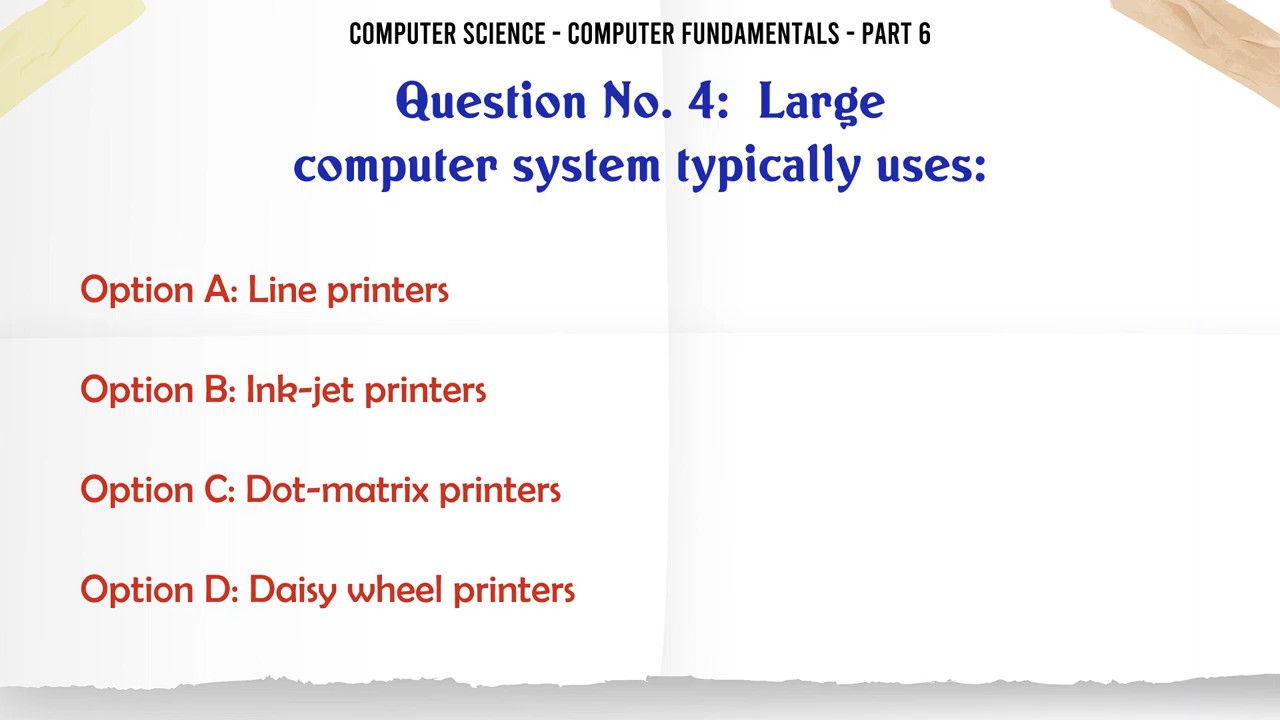 COMPUTER SCIENCE - COMPUTER FUNDAMENTALS - PART 6
Question No. 4: Large
computer system typically uses:
Option A: Line printers
Option B: Ink-jet printers
Option C: Dot-matrix printers
Option D: Daisy wheel printers